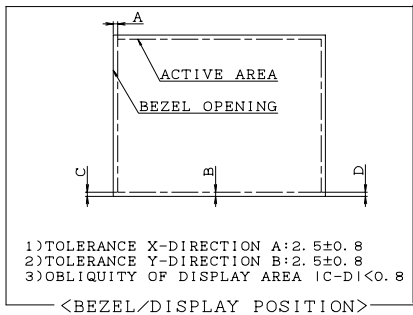 A
ACTIVE AREA
BEZEL OPENING
C
B
D
1)TOLERANCE X-DIRECTION A:2.5±0.8
2)TOLERANCE Y-DIRECTION B:2.5±0.8
3)OBLIQUITY OF DISPLAY AREA |C-D|<0.8
<BEZEL/DISPLAY POSITION>